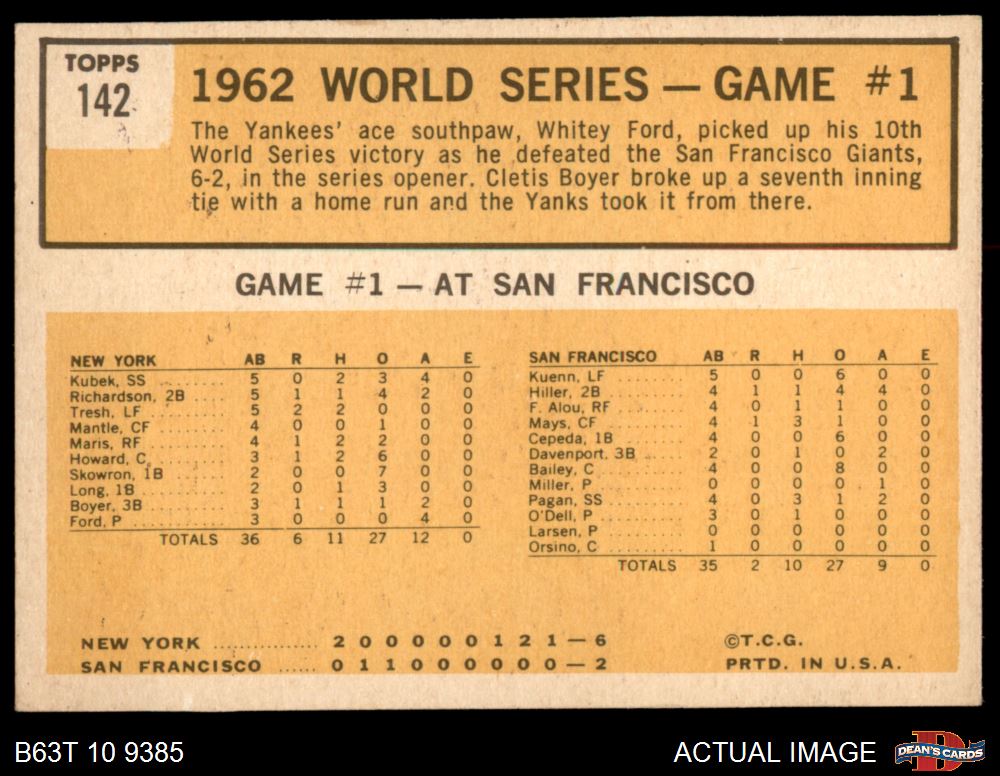 TOPPS
142
1962 WORLD SERIES — GAME #1
The Yankees' ace southpaw, Whitey Ford, picked up his 10th
World Series victory as he defeated the San Francisco Giants,
6-2, in the series opener. Cletis Boyer broke up a seventh inning
tie with a home run and the Yanks took it from there.
GAME #1 — AT SAN FRANCISCO
NEW YORK AB R H O A E
Kubek, SS ........ 5 0 2 3 4 0
Richardson, 2B .... 5 1 1 4 2 0
Tresh, LF ........ 5 2 2 0 0 0
Mantle, CF ........ 4 0 0 1 0 0
Maris, RF ........ 4 1 2 2 0 0
Howard, C ........ 3 1 2 6 0 0
Skowron, 1B ...... 2 0 0 7 0 0
Long, 1B ........ 2 0 1 3 0 0
Boyer, 3B ........ 3 1 1 1 2 0
Ford, P .......... 3 0 0 0 4 0
TOTALS 36 6 11 27 12 0
SAN FRANCISCO AB R H O A E
Kuenn, LF ........ 5 0 0 6 0 0
Hiller, 2B ........ 4 1 1 4 4 0
F. Alou, RF ...... 4 0 1 1 0 0
Mays, CF ........ 4 1 3 1 0 0
Cepeda, 1B ...... 4 0 0 6 0 0
Davenport, 3B .... 2 0 1 0 2 0
Bailey, C ........ 4 0 0 8 0 0
Miller, P ........ 0 0 0 0 1 0
Pagan, SS ........ 4 0 3 1 2 0
O'Dell, P ........ 3 0 1 0 0 0
Larsen, P ........ 0 0 0 0 0 0
Orsino, C ........ 1 0 0 0 0 0
TOTALS 35 2 10 27 9 0
NEW YORK .............. 2 0 0 0 0 0 1 2 1 — 6
SAN FRANCISCO ..... 0 1 1 0 0 0 0 0 0 — 2
©T.C.G.
PRTD. IN U.S.A.
B63T 10 9385
ACTUAL IMAGE
D
DEAN'S CARDS